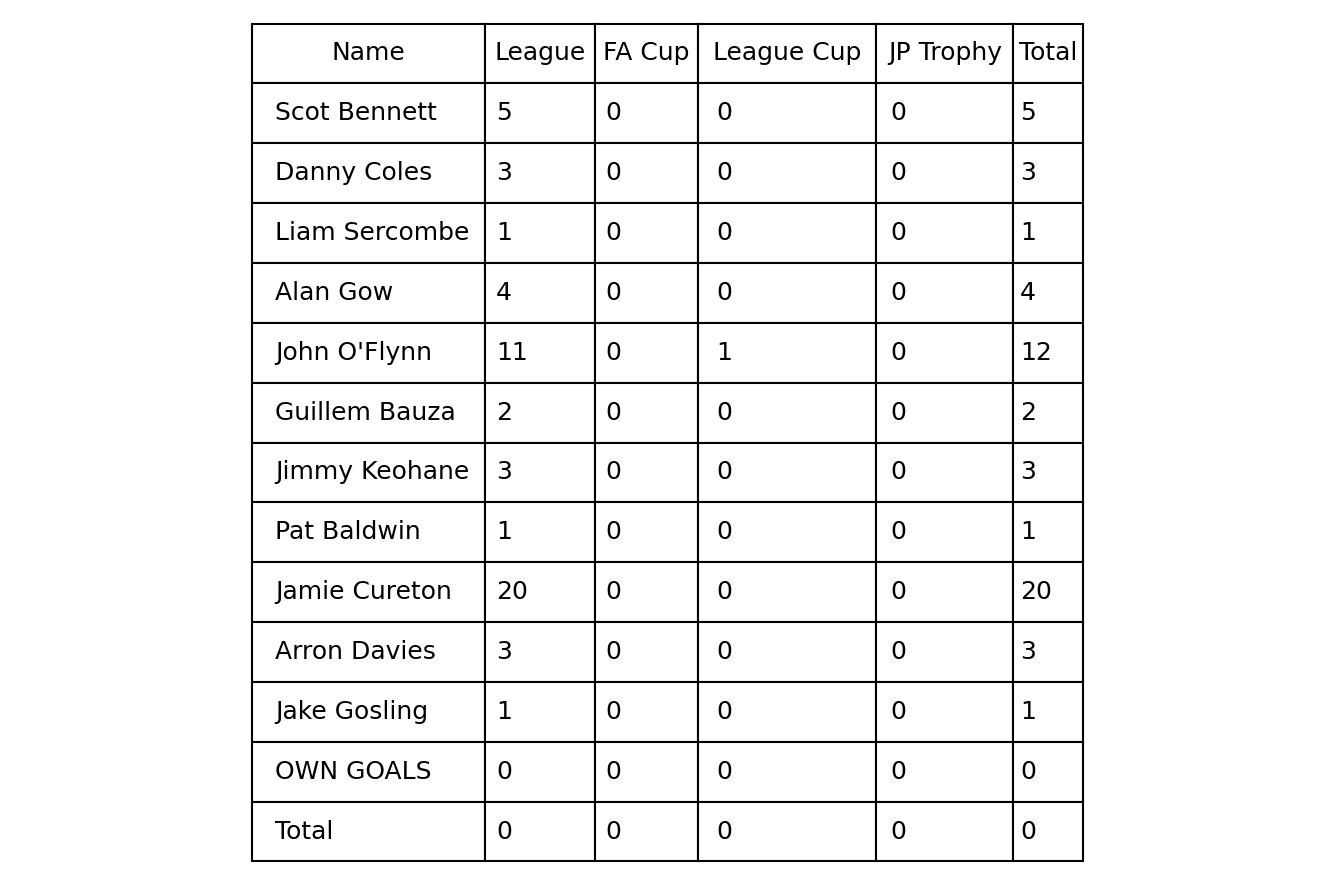 Name League FA Cup League Cup JP Trophy Total
Scot Bennett 5 0 0 0 5
Danny Coles 3 0 0 0 3
Liam Sercombe 1 0 0 0 1
Alan Gow 4 0 0 0 4
John O'Flynn 11 0 1 0 12
Guillem Bauza 2 0 0 0 2
Jimmy Keohane 3 0 0 0 3
Pat Baldwin 1 0 0 0 1
Jamie Cureton 20 0 0 0 20
Arron Davies 3 0 0 0 3
Jake Gosling 1 0 0 0 1
OWN GOALS 0 0 0 0 0
Total 0 0 0 0 0